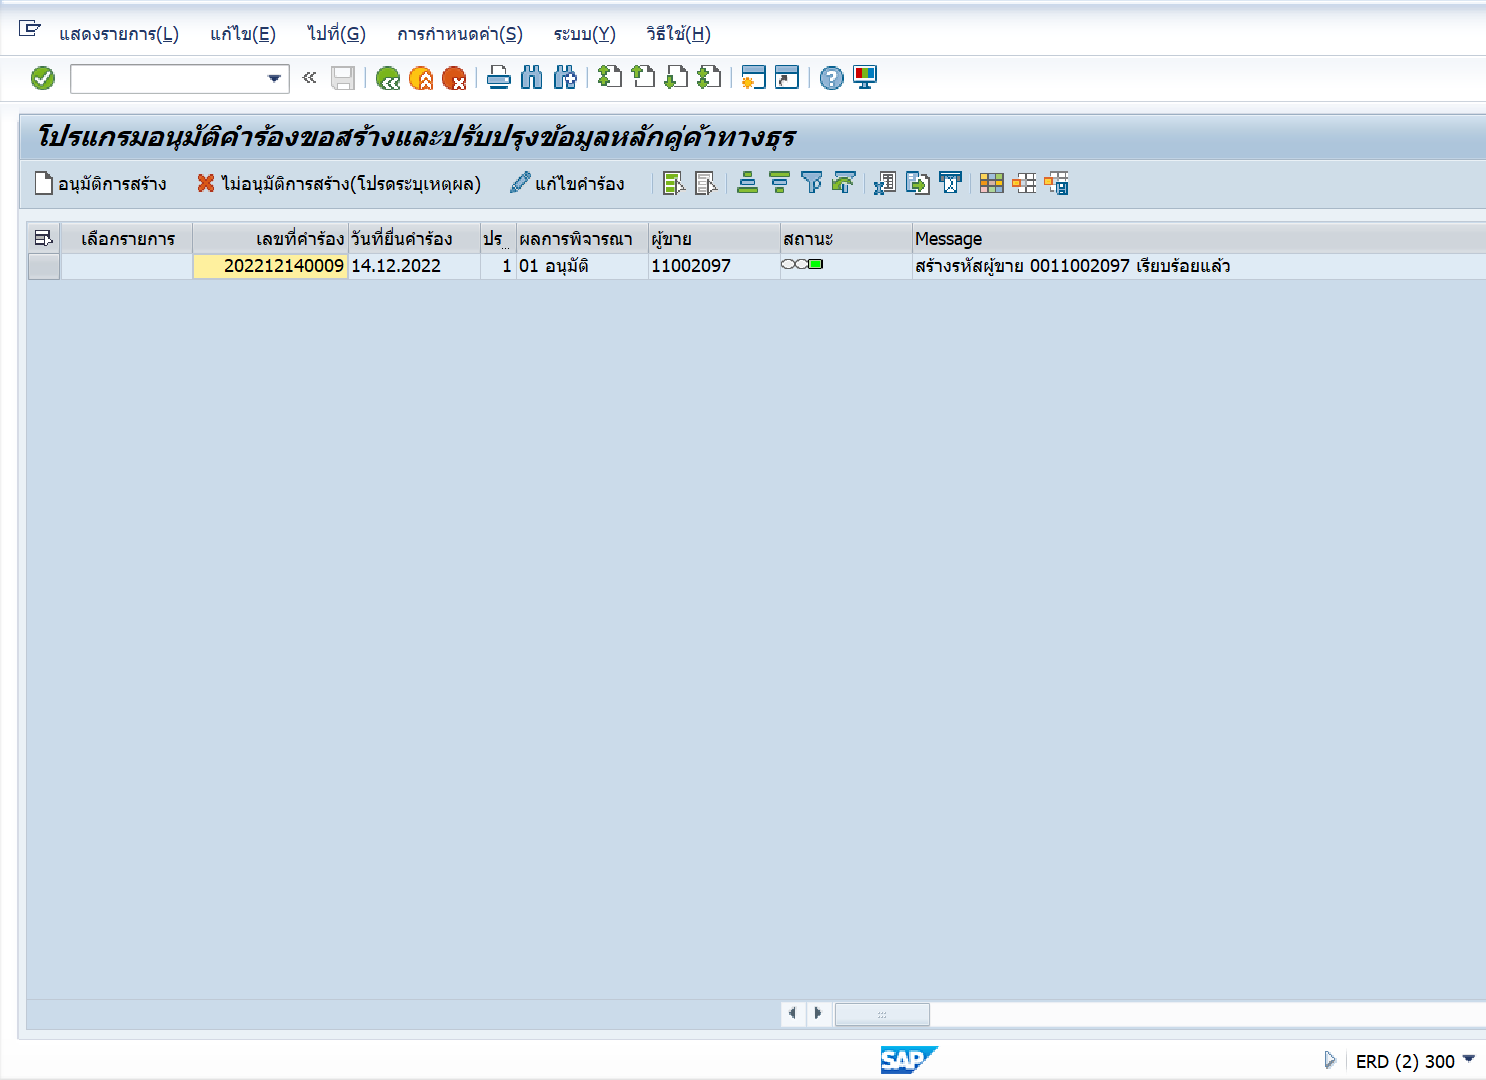 แสดงรายการ(L) แก้ไข(E) ไปที่(G) การกำหนดค่า(S) ระบบ(Y) วิธีใช้(H)
โปรแกรมอนุมัติคำร้องขอสร้างและปรับปรุงข้อมูลหลักคู่ค้าทางธุร
อนุมัติการสร้าง ไม่อนุมัติการสร้าง(โปรดระบุเหตุผล) แก้ไขคำร้อง
เลือกรายการ เลขที่คำร้อง วันที่ยื่นคำร้อง ปร... ผลการพิจารณา ผู้ขาย สถานะ Message
202212140009 14.12.2022 1 01 อนุมัติ 11002097 สร้างรหัสผู้ขาย 0011002097 เรียบร้อยแล้ว
SAP ERD (2) 300